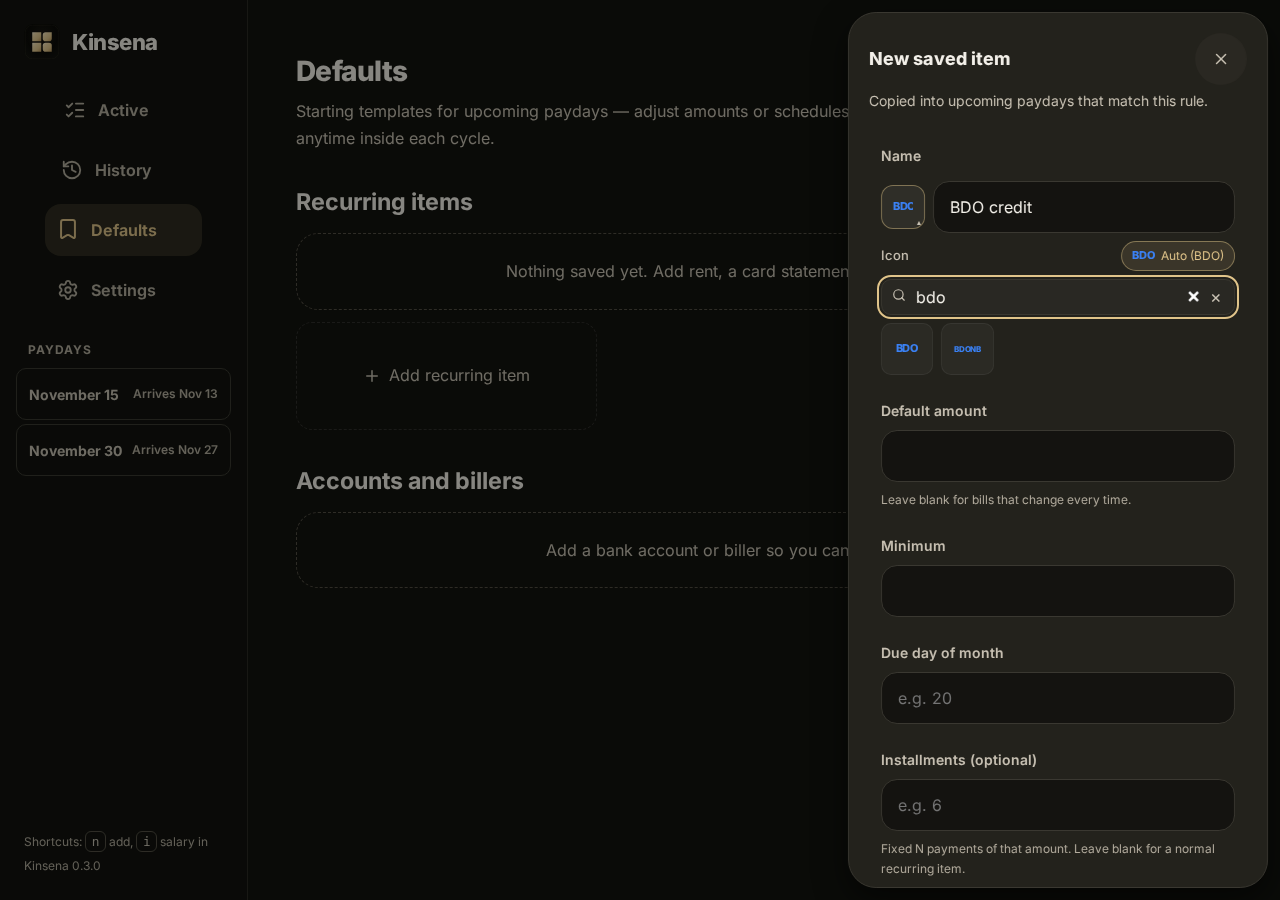 Kinsena
Active
History
Defaults
Settings
PAYDAYS
November 15 Arrives Nov 13
November 30 Arrives Nov 27
Shortcuts: n add, i salary in
Kinsena 0.3.0
Defaults
Starting templates for upcoming paydays — adjust amounts or schedules
anytime inside each cycle.
Recurring items
Nothing saved yet. Add rent, a card statemen
Add recurring item
Accounts and billers
Add a bank account or biller so you can
New saved item
Copied into upcoming paydays that match this rule.
Name
BDO credit
Icon
BDO Auto (BDO)
bdo
BDO BDONB
Default amount
Leave blank for bills that change every time.
Minimum
Due day of month
e.g. 20
Installments (optional)
e.g. 6
Fixed N payments of that amount. Leave blank for a normal
recurring item.